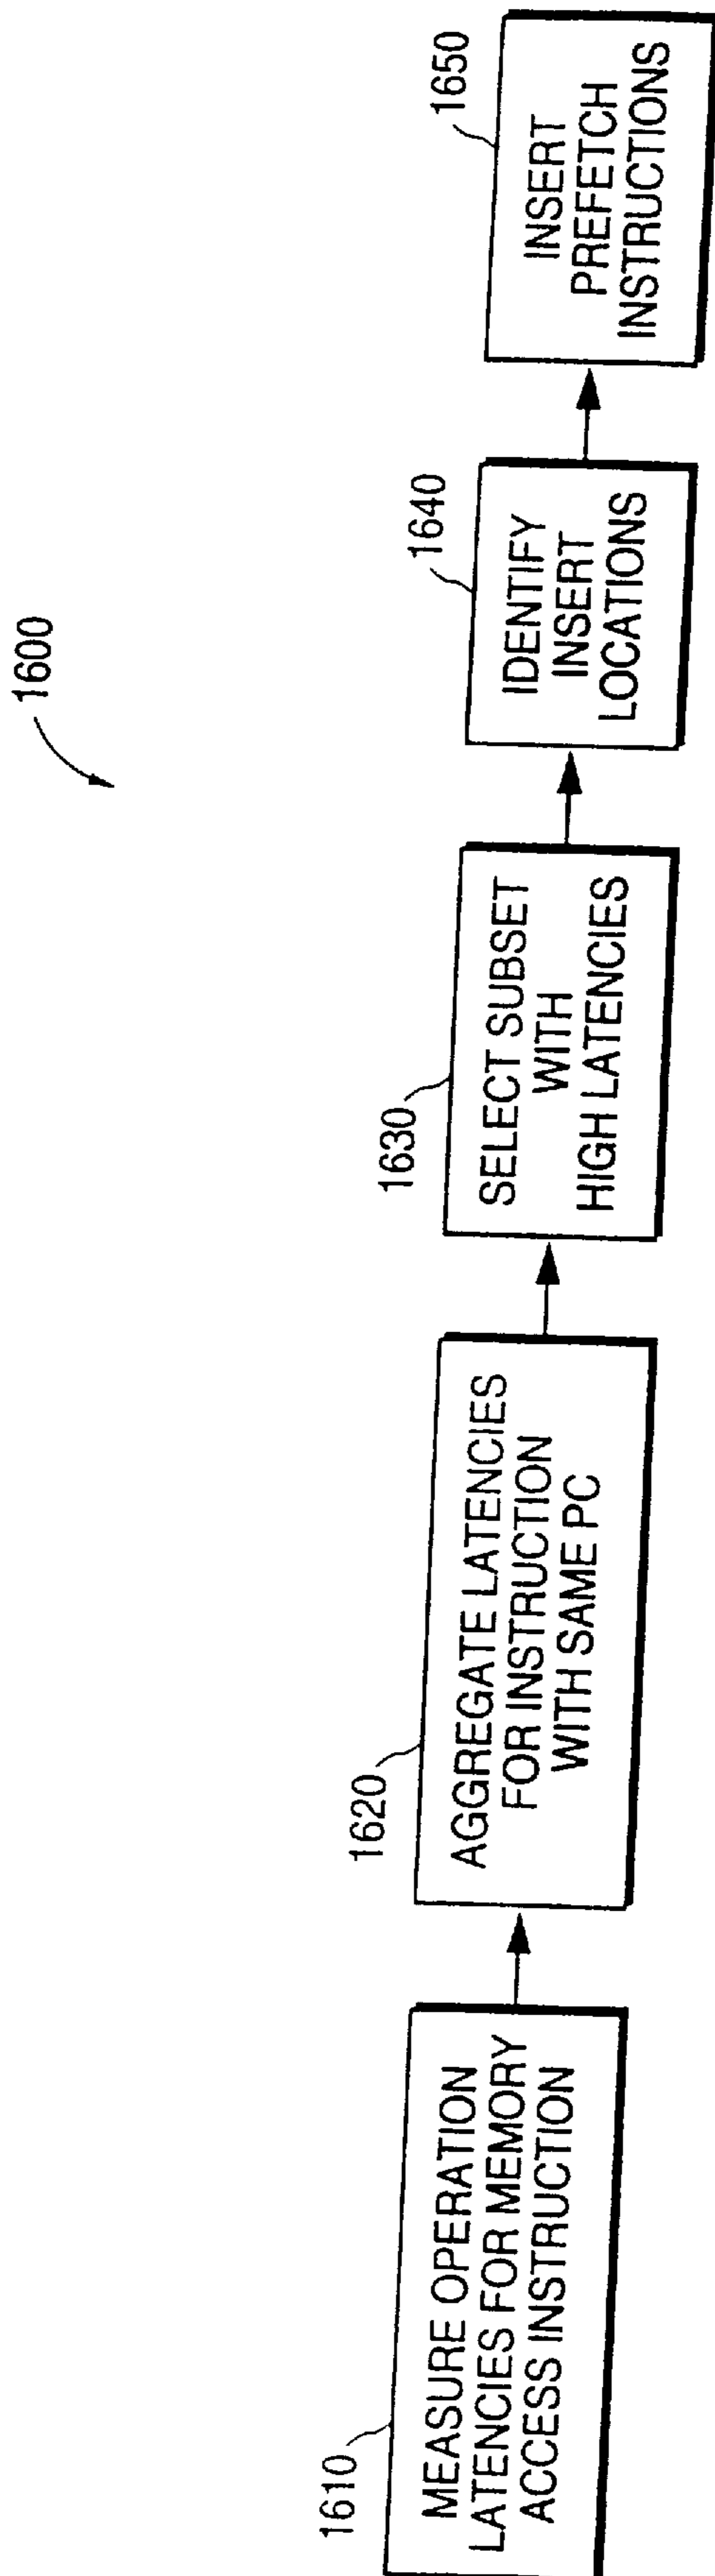 1600
1610
MEASURE OPERATION
LATENCIES FOR MEMORY
ACCESS INSTRUCTION
1620
AGGREGATE LATENCIES
FOR INSTRUCTION
WITH SAME PC
1630
SELECT SUBSET
WITH
HIGH LATENCIES
1640
IDENTIFY
INSERT
LOCATIONS
1650
INSERT
PREFETCH
INSTRUCTIONS